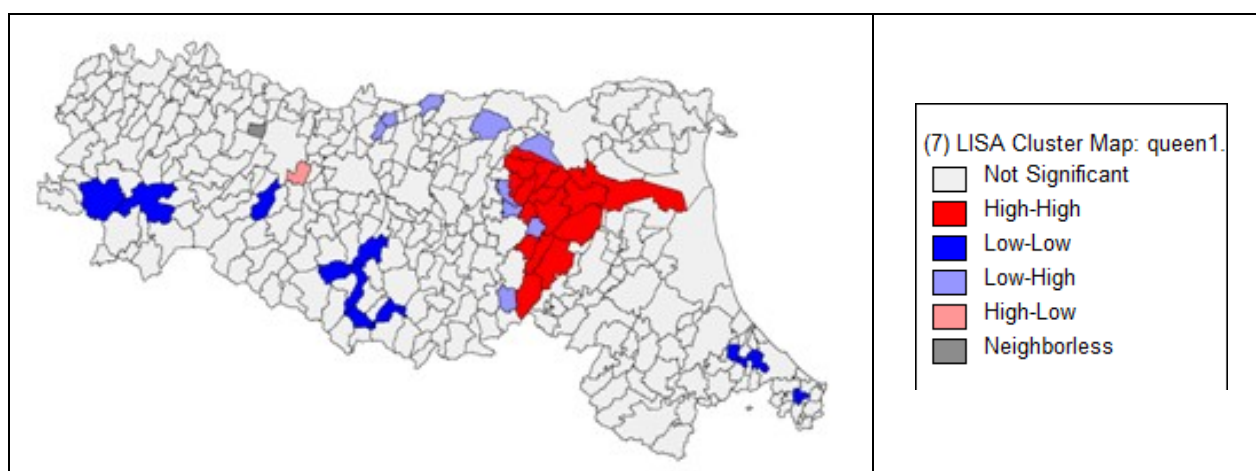 (7) LISA Cluster Map: queen1.
Not Significant
High-High
Low-Low
Low-High
High-Low
Neighborless